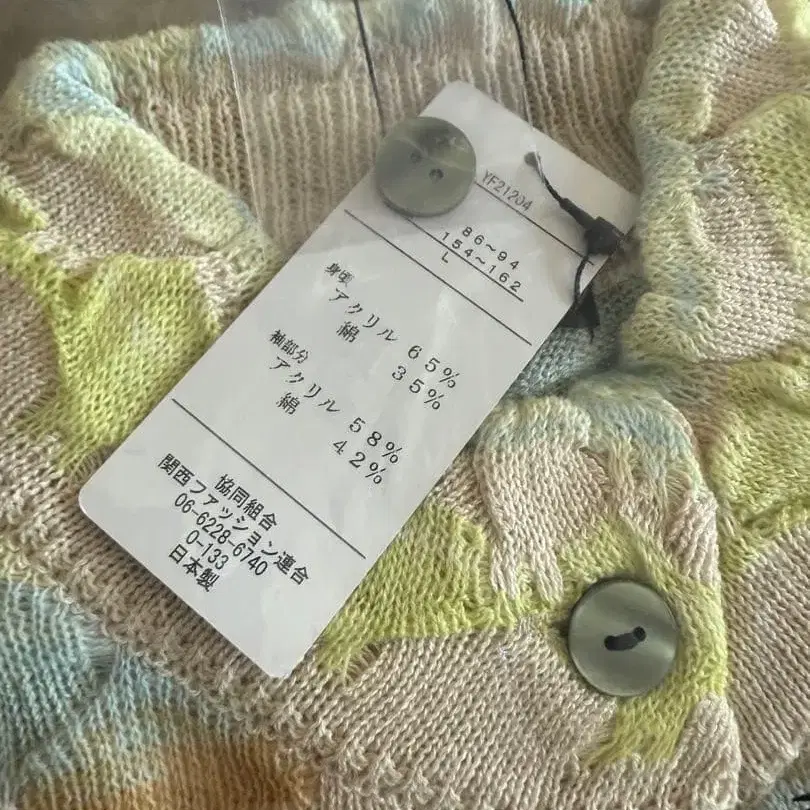 YF21204
86~94
154~162
L
身頃
アクリル 65%
綿 35%
袖部分
アクリル 58%
綿 42%
協同組合
関西ファッション連合
06-6228-6740
0-133
日本製